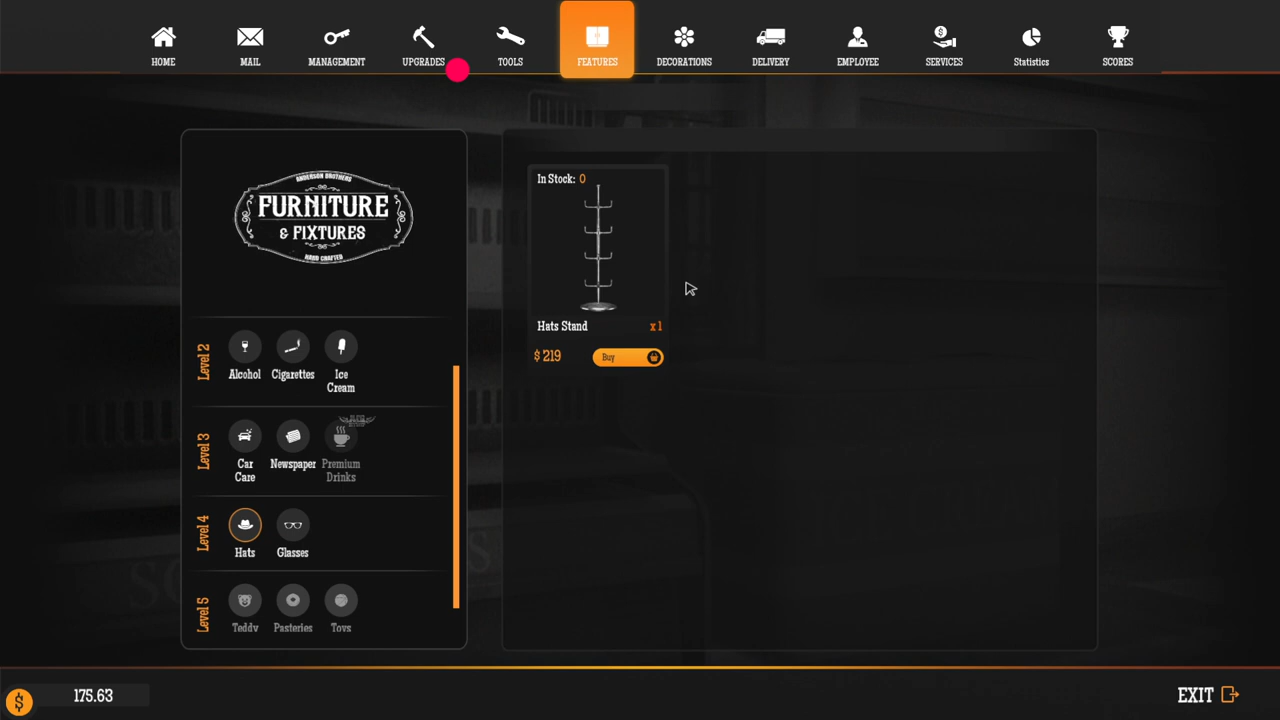 HOME
MAIL
MANAGEMENT
UPGRADES
TOOLS
FEATURES
DECORATIONS
DELIVERY
EMPLOYEE
SERVICES
Statistics
SCORES
ANDERSON BROTHERS
FURNITURE
& FIXTURES
HAND CRAFTED
Level 2
Alcohol
Cigarettes
Ice
Cream
Level 3
Car
Care
Newspaper
Premium
Drinks
Level 4
Hats
Glasses
Level 5
Teddy
Pasteries
Toys
In Stock: 0
Hats Stand
x 1
$ 219
Buy
$ 175.63
EXIT